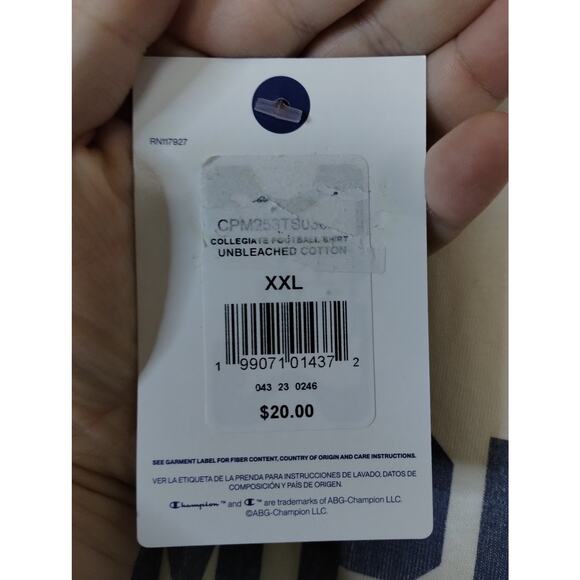 RN117927
COLLEGIATE FOOTBALL SHIRT
UNBLEACHED COTTON
XXL
1 99071 01437 2
043 23 0246
$20.00
SEE GARMENT LABEL FOR FIBER CONTENT, COUNTRY OF ORIGIN AND CARE INSTRUCTIONS.
VER LA ETIQUETA DE LA PRENDA PARA INSTRUCCIONES DE LAVADO, DATOS DE
COMPOSICIÓN Y PAÍS DE ORIGEN.
Champion™ and C™ are trademarks of ABG-Champion LLC.
©ABG-Champion LLC.